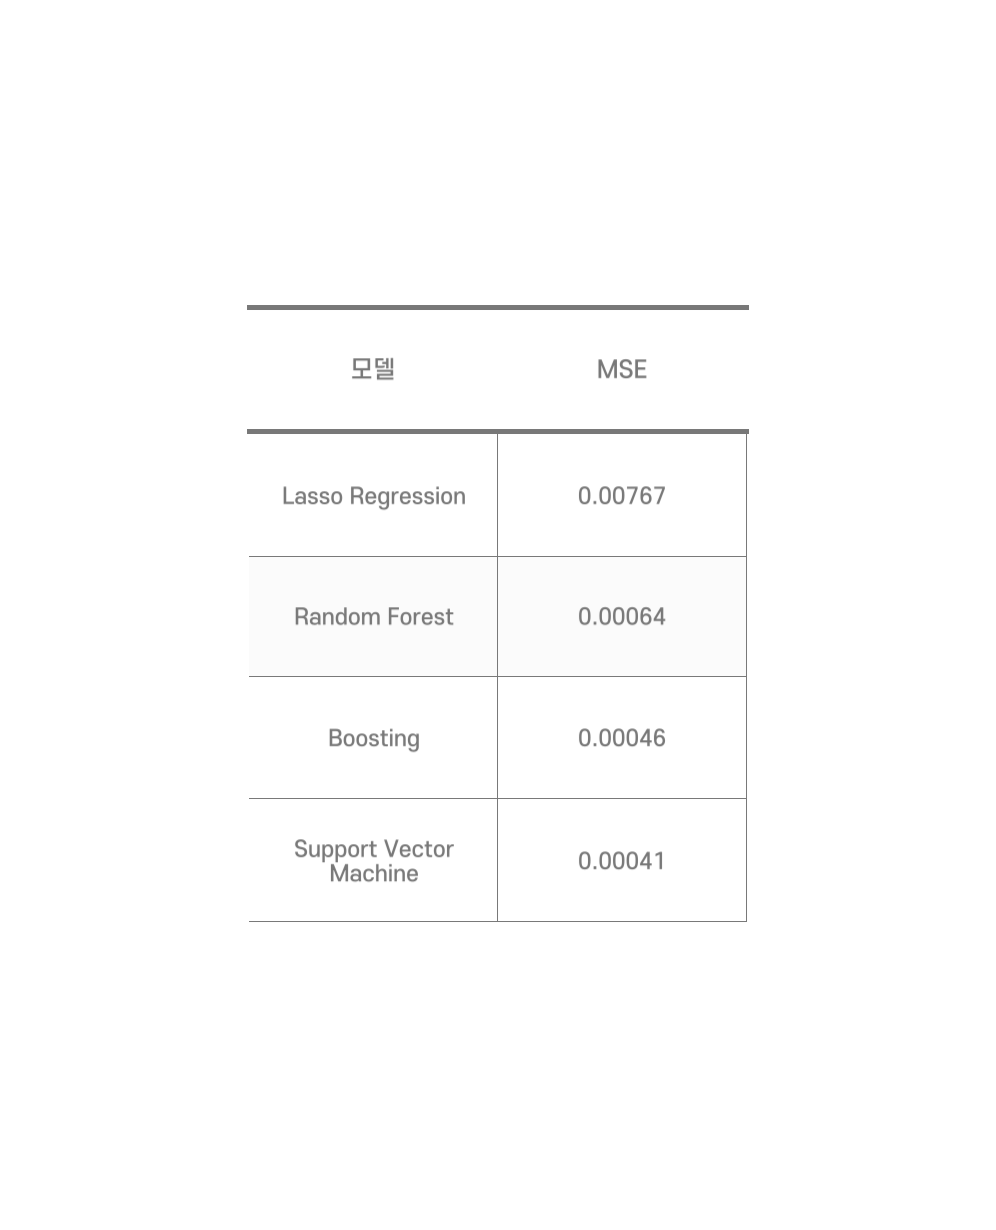 모델 MSE
Lasso Regression 0.00767
Random Forest 0.00064
Boosting 0.00046
Support Vector
Machine 0.00041